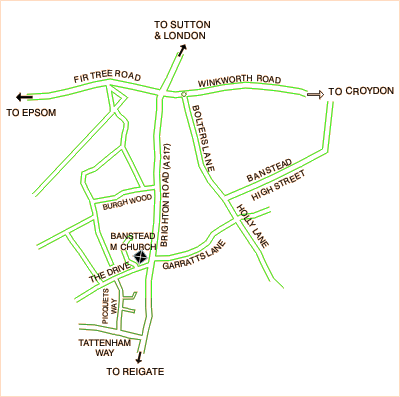 TO SUTTON
& LONDON
FIR TREE ROAD
WINKWORTH ROAD
TO CROYDON
TO EPSOM
BOLTERS LANE
BRIGHTON ROAD (A217)
BANSTEAD
HIGH STREET
BURGH WOOD
HOLLY LANE
BANSTEAD
M CHURCH
GARRATTS LANE
THE DRIVE
PICQUETS
WAY
TATTENHAM
WAY
TO REIGATE